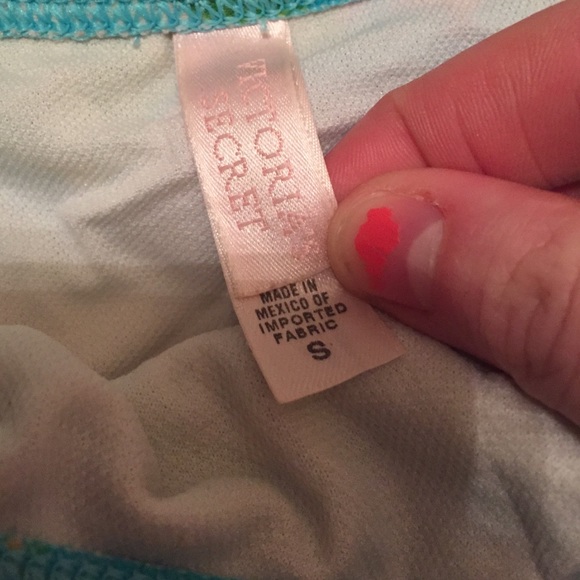 VICTORIA'S
SECRET
MADE IN
MEXICO OF
IMPORTED
FABRIC
S